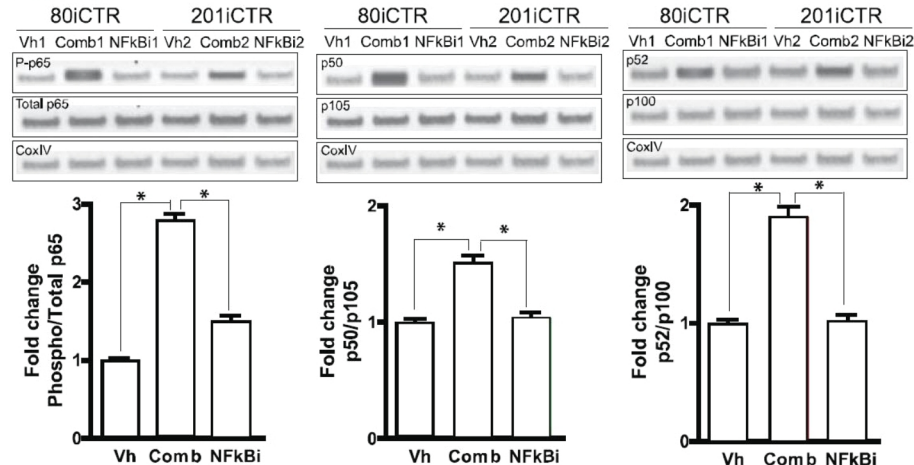 80iCTR 201iCTR
Vh1 Comb1 NFkBi1 Vh2 Comb2 NFkBi2
P-p65
Total p65
CoxIV
3
2
1
0
Fold change
Phospho/Total p65
* *
Vh Comb NFkBi
80iCTR 201iCTR
Vh1 Comb1 NFkBi1 Vh2 Comb2 NFkBi2
p50
p105
CoxIV
2
1
0
Fold change
p50/p105
* *
Vh Comb NFkBi
80iCTR 201iCTR
Vh1 Comb1 NFkBi1 Vh2 Comb2 NFkBi2
p52
p100
CoxIV
2
1
0
Fold change
p52/p100
* *
Vh Comb NFkBi